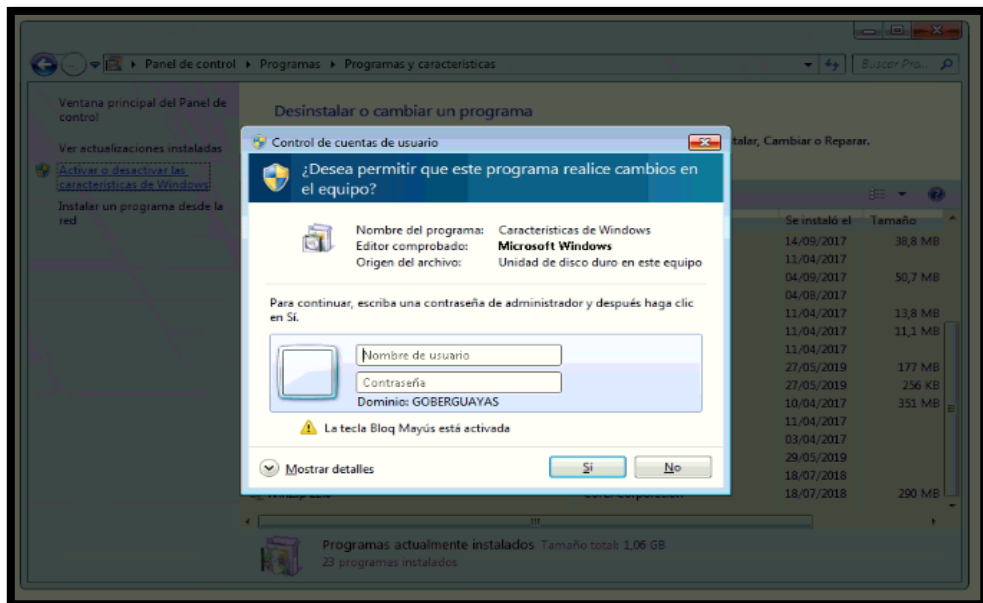 Panel de control ▸ Programas ▸ Programas y características
Buscar Pro...
Ventana principal del Panel de control
Ver actualizaciones instaladas
Activar o desactivar las
características de Windows
Instalar un programa desde la
red
Desinstalar o cambiar un programa
talar, Cambiar o Reparar.
Control de cuentas de usuario
¿Desea permitir que este programa realice cambios en
el equipo?
Nombre del programa: Características de Windows
Editor comprobado: Microsoft Windows
Origen del archivo: Unidad de disco duro en este equipo
Para continuar, escriba una contraseña de administrador y después haga clic
en Sí.
Nombre de usuario
Contraseña
Dominio: GOBERGUAYAS
La tecla Bloq Mayús está activada
Mostrar detalles
Sí
No
Se instaló el Tamaño
14/09/2017 38,8 MB
11/04/2017
04/09/2017 50,7 MB
04/08/2017
11/04/2017 13,8 MB
11/04/2017 11,1 MB
11/04/2017
27/05/2019 177 MB
27/05/2019 256 KB
10/04/2017 351 MB
11/04/2017
03/04/2017
29/05/2019
18/07/2018
18/07/2018 290 MB
Programas actualmente instalados Tamaño total: 1,06 GB
23 programas instalados